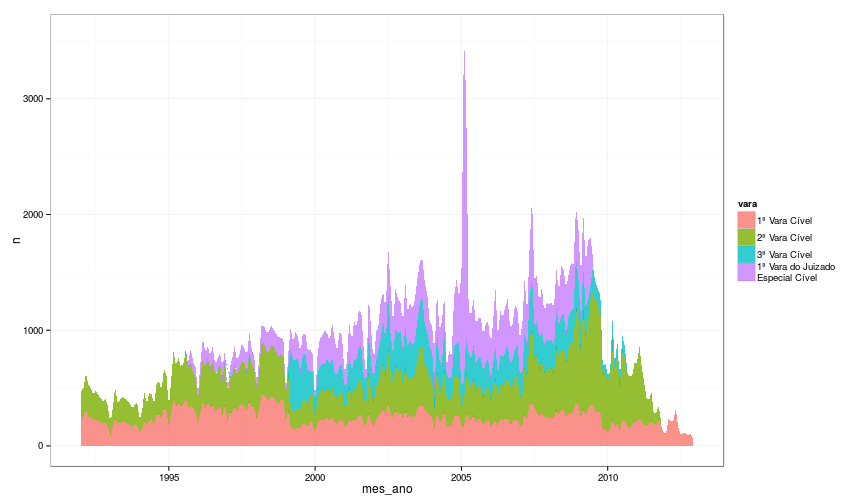 3000
2000
1000
0
n
1995
2000
2005
2010
mes_ano
vara
1ª Vara Cível
2ª Vara Cível
3ª Vara Cível
1ª Vara do Juizado
Especial Cível